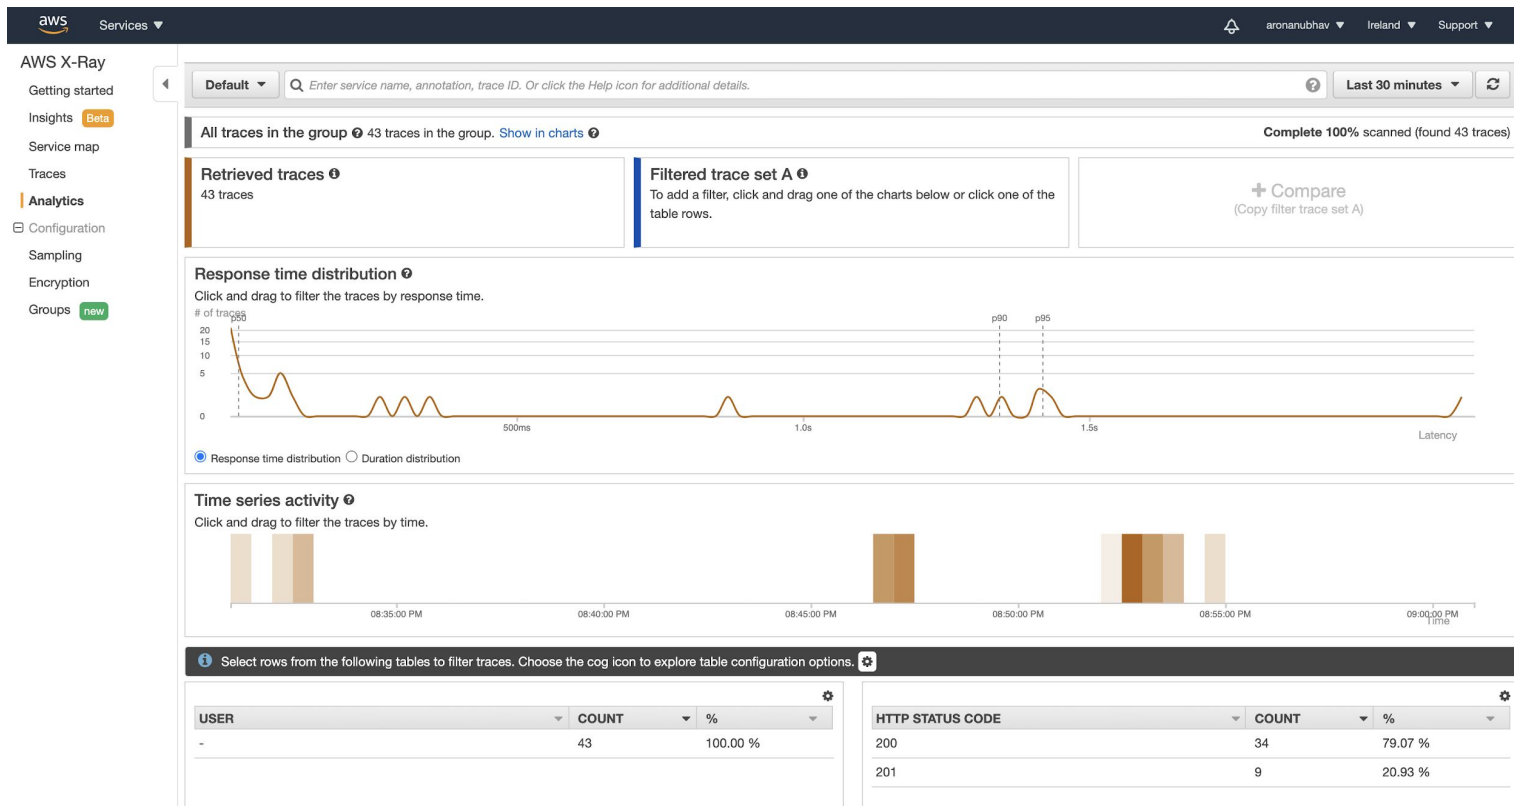 aws Services aronanubhav Ireland Support
AWS X-Ray
Getting started
Insights Beta
Service map
Traces
Analytics
Configuration
Sampling
Encryption
Groups new
Default Enter service name, annotation, trace ID. Or click the Help icon for additional details. Last 30 minutes
All traces in the group 43 traces in the group. Show in charts Complete 100% scanned (found 43 traces)
Retrieved traces
43 traces
Filtered trace set A
To add a filter, click and drag one of the charts below or click one of the
table rows.
Compare
(Copy filter trace set A)
Response time distribution
Click and drag to filter the traces by response time.
# of traces
p50 p90 p95
20
15
10
5
0
500ms 1.0s 1.5s
Latency
Response time distribution Duration distribution
Time series activity
Click and drag to filter the traces by time.
08:35:00 PM 08:40:00 PM 08:45:00 PM 08:50:00 PM 08:55:00 PM 09:00:00 PM
Time
Select rows from the following tables to filter traces. Choose the cog icon to explore table configuration options.
USER COUNT %
- 43 100.00 %
HTTP STATUS CODE COUNT %
200 34 79.07 %
201 9 20.93 %